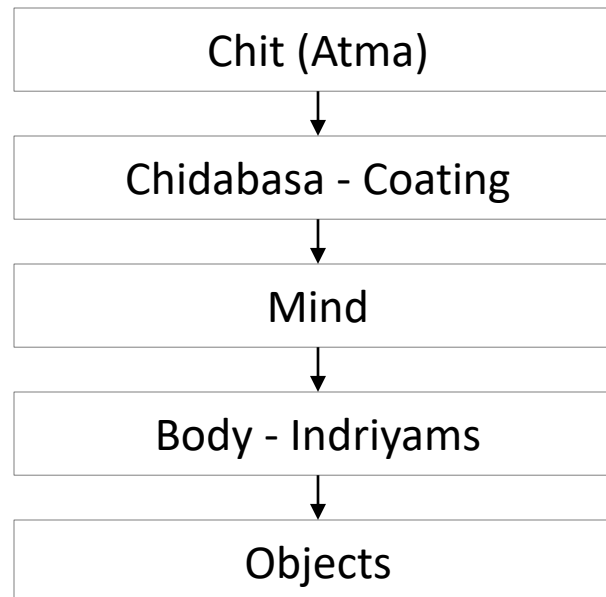 Chit (Atma)
Chidabasa - Coating
Mind
Body - Indriyams
Objects